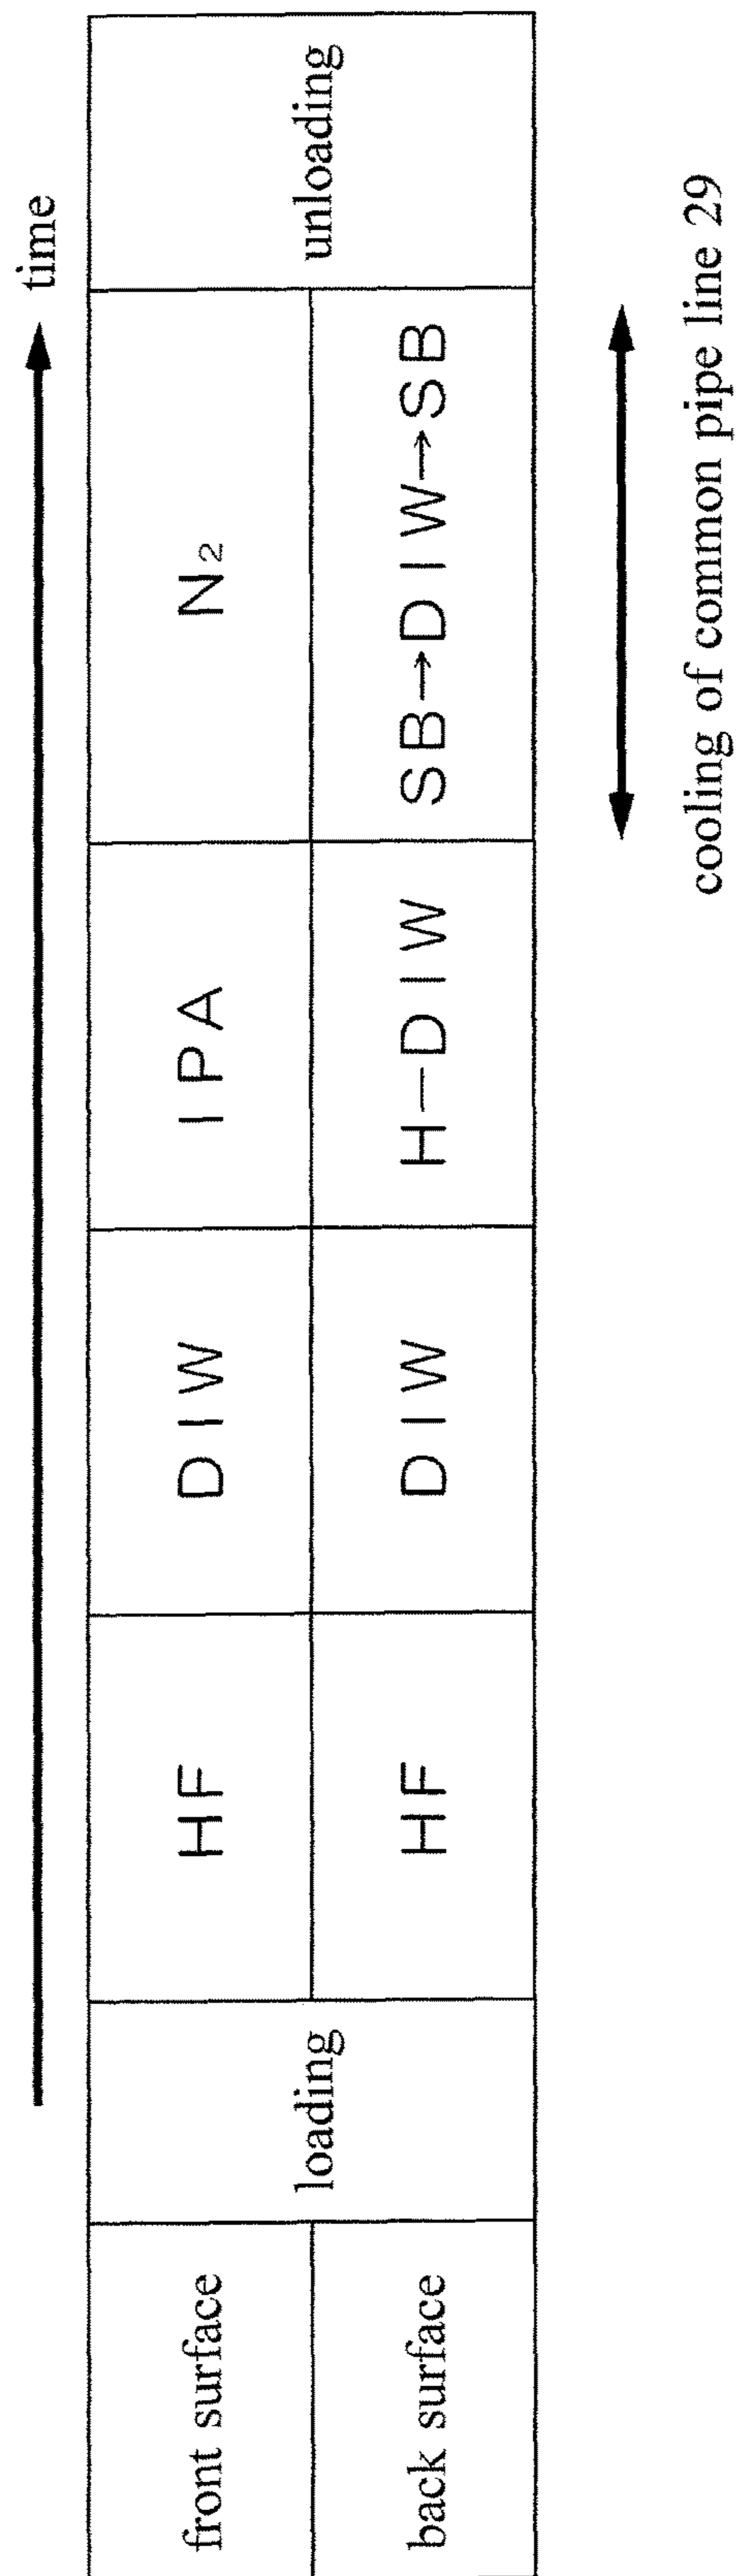 time
front surface
loading
HF
DIW
IPA
N₂
unloading
back surface
HF
DIW
H-DIW
SB→DIW→SB
cooling of common pipe line 29